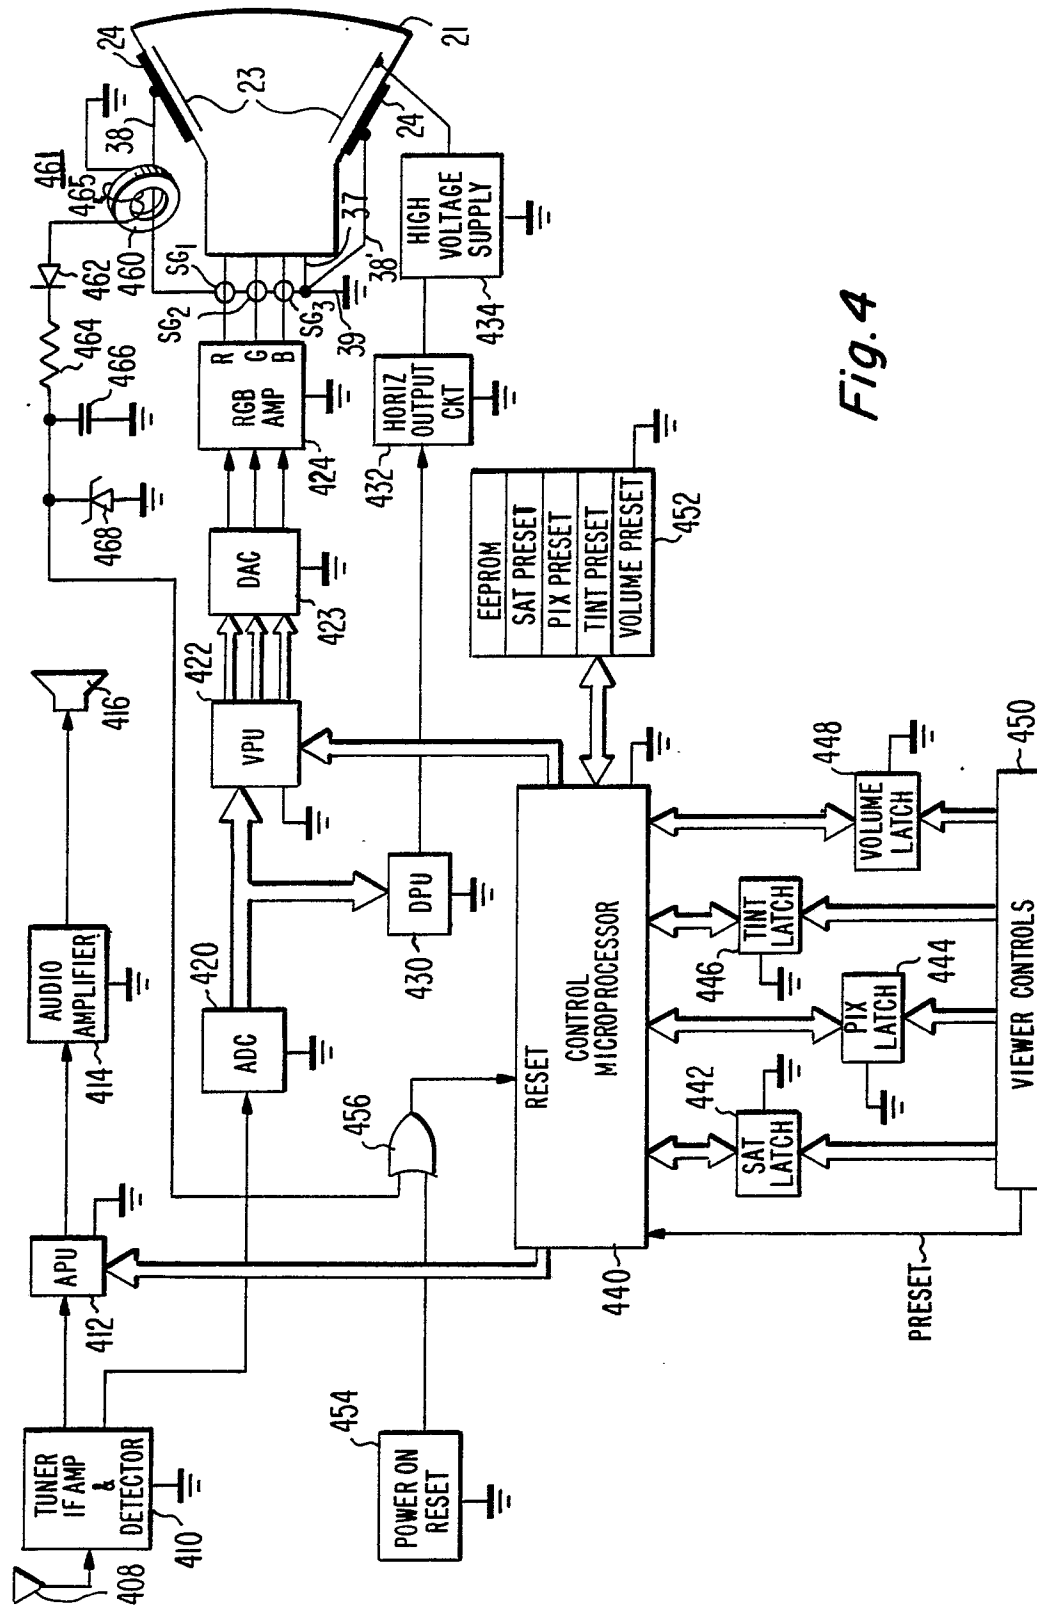 408
TUNER
IF AMP
&
DETECTOR
410
APU
412
AUDIO
AMPLIFIER
414
416
468
466
464
462
460
465
461
38
24
23
21
24
POWER ON
RESET
454
456
ADC
420
VPU
422
DAC
423
RGB
AMP
R
G
B
424
SG1
SG2
SG3
39
37
38'
DPU
430
HORIZ
OUTPUT
CKT
432
HIGH
VOLTAGE
SUPPLY
434
RESET
CONTROL
MICROPROCESSOR
440
EEPROM
SAT PRESET
PIX PRESET
TINT PRESET
VOLUME PRESET
452
SAT
LATCH
442
PIX
LATCH
444
TINT
LATCH
446
VOLUME
LATCH
448
PRESET
VIEWER CONTROLS
450
Fig. 4